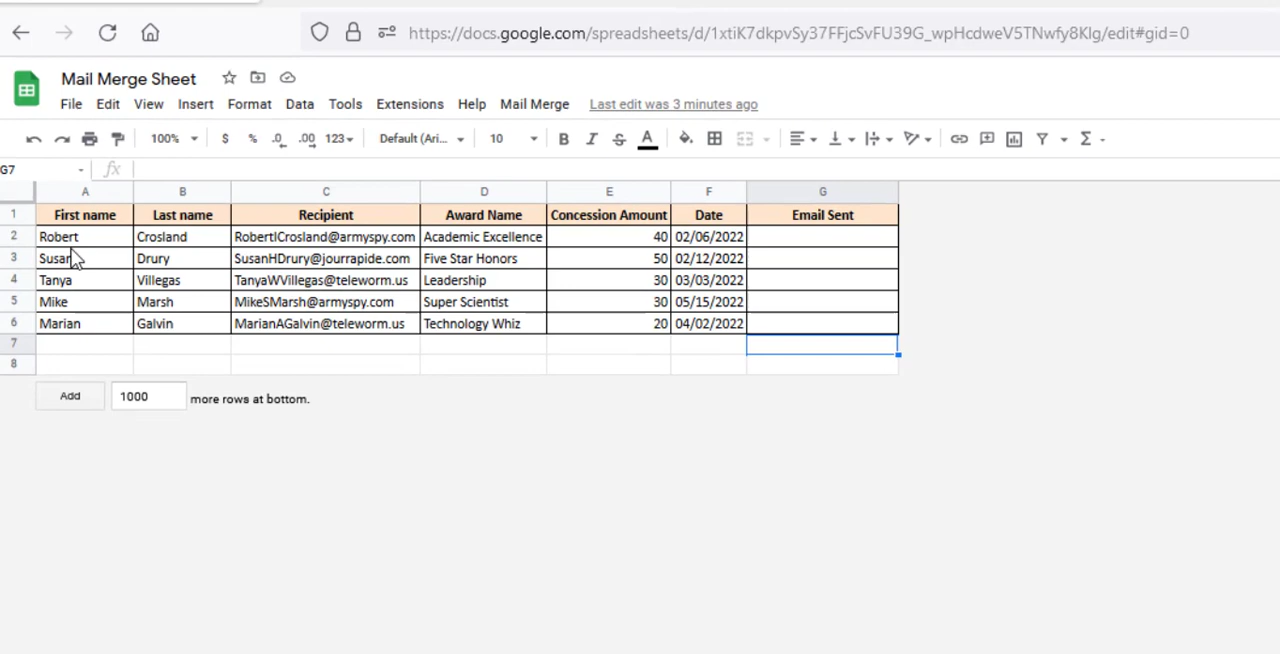 https://docs.google.com/spreadsheets/d/1xtiK7dkpvSy37FFjcSvFU39G_wpHcdweV5TNwfy8Klg/edit#gid=0
Mail Merge Sheet
File Edit View Insert Format Data Tools Extensions Help Mail Merge Last edit was 3 minutes ago
100% $ % .0 .00 123 Default (Ari... 10 B I S A Σ
G7 fx
A B C D E F G
1 First name Last name Recipient Award Name Concession Amount Date Email Sent
2 Robert Crosland RobertICrosland@armyspy.com Academic Excellence 40 02/06/2022
3 Susan Drury SusanHDrury@jourrapide.com Five Star Honors 50 02/12/2022
4 Tanya Villegas TanyaWVillegas@teleworm.us Leadership 30 03/03/2022
5 Mike Marsh MikeSMarsh@armyspy.com Super Scientist 30 05/15/2022
6 Marian Galvin MarianAGalvin@teleworm.us Technology Whiz 20 04/02/2022
7
8
Add 1000 more rows at bottom.